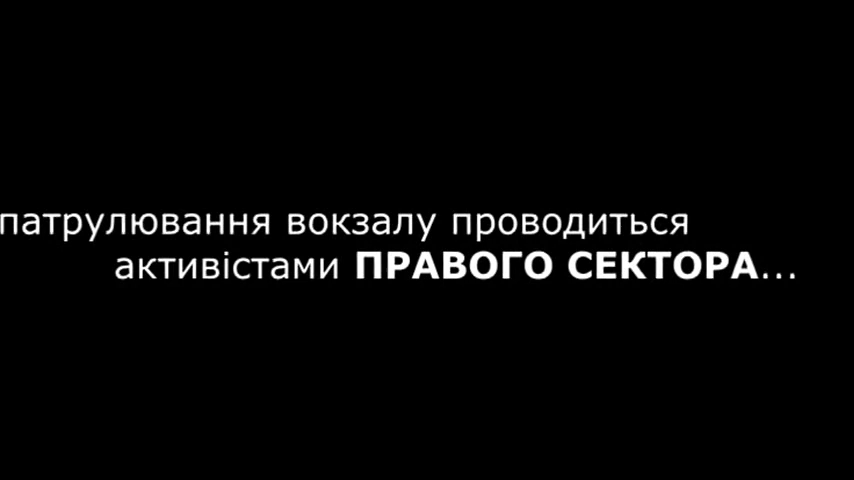 патрулювання вокзалу проводиться
активістами ПРАВОГО СЕКТОРА...